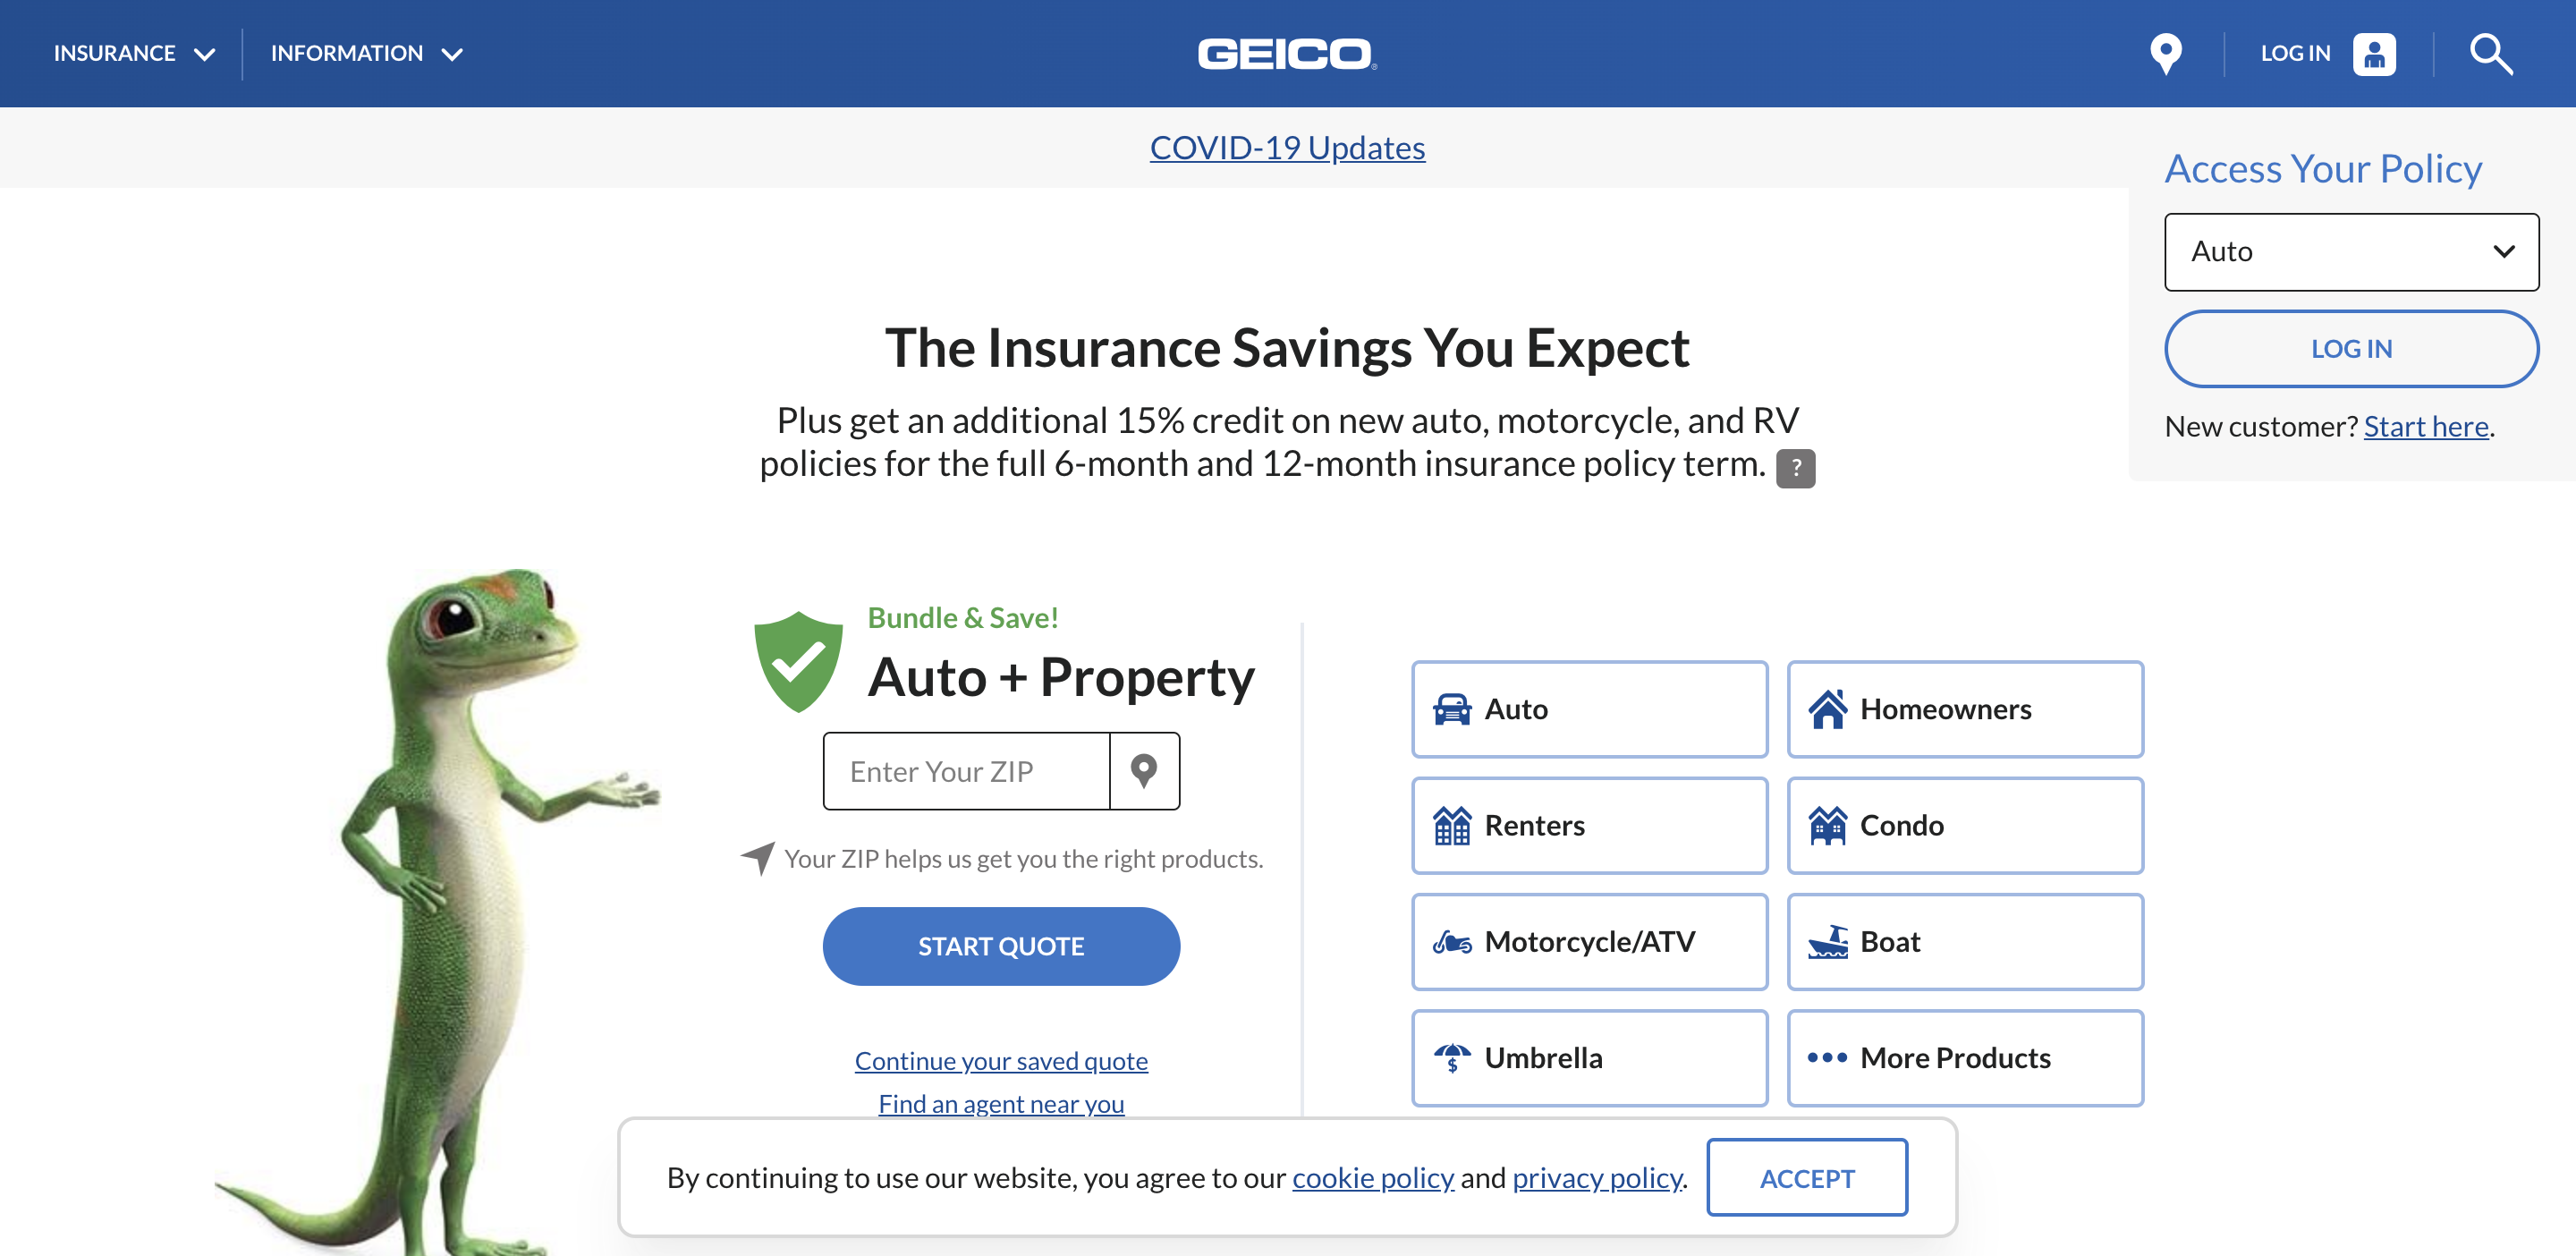 INSURANCE
INFORMATION
GEICO
LOG IN
COVID-19 Updates
Access Your Policy
Auto
LOG IN
New customer? Start here.
The Insurance Savings You Expect
Plus get an additional 15% credit on new auto, motorcycle, and RV
policies for the full 6-month and 12-month insurance policy term. ?
Bundle & Save!
Auto + Property
Enter Your ZIP
Your ZIP helps us get you the right products.
START QUOTE
Continue your saved quote
Find an agent near you
Auto
Homeowners
Renters
Condo
Motorcycle/ATV
Boat
$ Umbrella
More Products
By continuing to use our website, you agree to our cookie policy and privacy policy.
ACCEPT